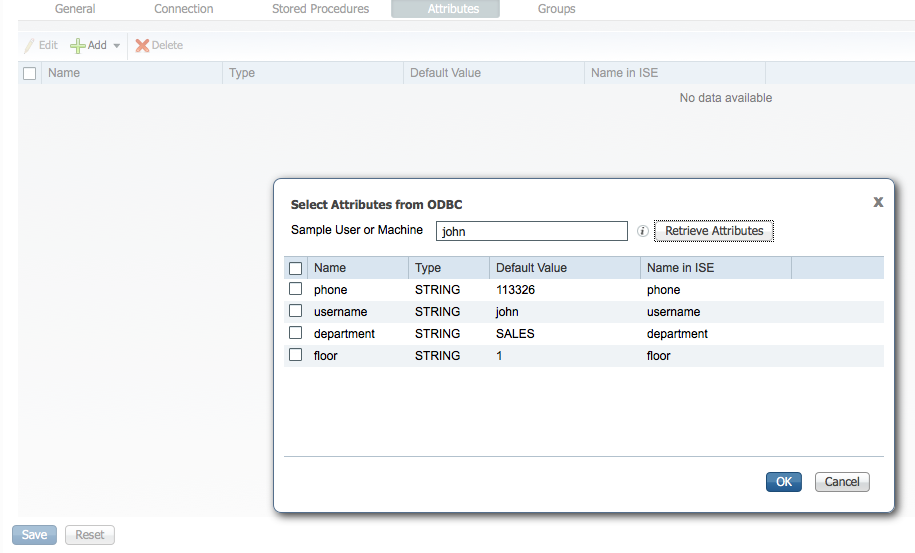 General Connection Stored Procedures Attributes Groups
Edit Add Delete
Name Type Default Value Name in ISE
No data available
Select Attributes from ODBC x
Sample User or Machine john i Retrieve Attributes
Name Type Default Value Name in ISE
phone STRING 113326 phone
username STRING john username
department STRING SALES department
floor STRING 1 floor
OK Cancel
Save Reset